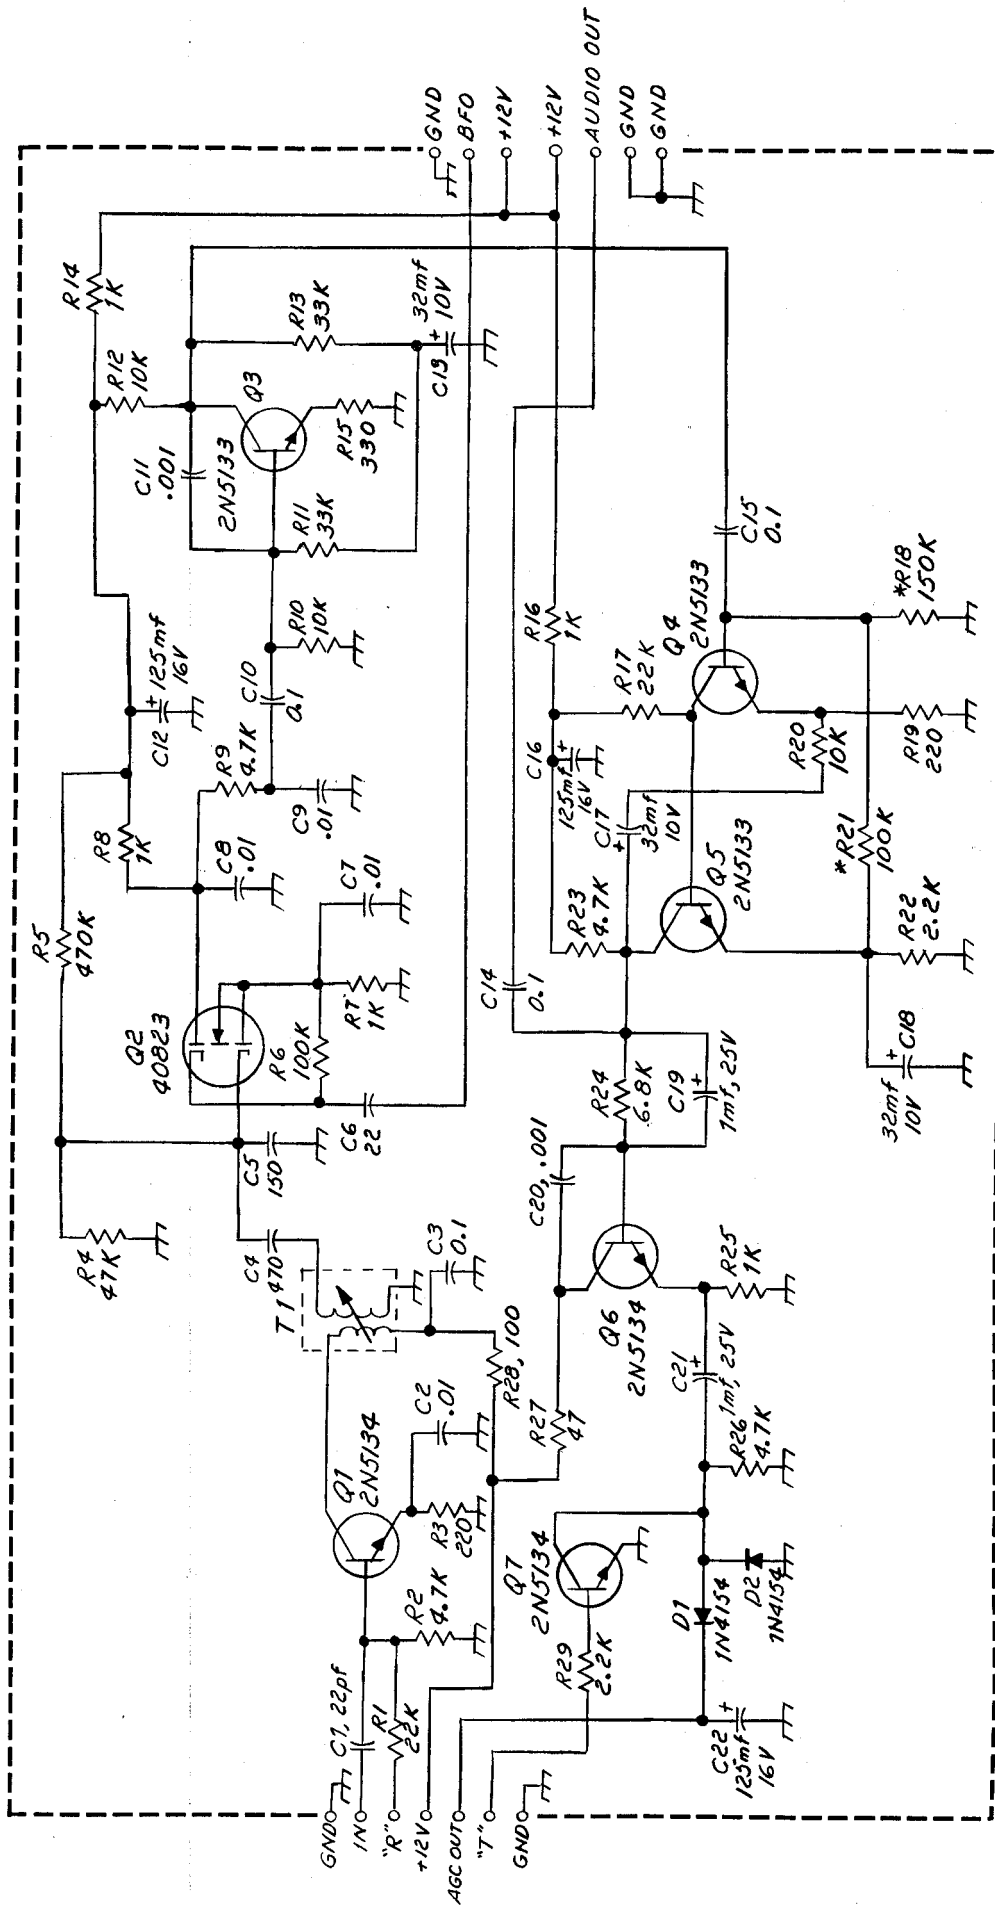 GND
IN
"R"
+12V
AGC OUT
"T"
GND
C1, 22pf
R1
22K
R2
4.7K
Q1
2N5134
R3
220
C2
.01
T1
C3
0.1
R28, 100
R27
47
C4
470
R4
47K
C5
150
R5
470K
Q2
40823
R6
100K
C6
22
R7
1K
C7
.01
R8
1K
C8
.01
R9
4.7K
C9
.01
C10
0.1
C12
+
125mf
16V
R10
10K
R11
33K
C11
.001
2N5133
Q3
R12
10K
R14
1K
R13
33K
R15
330
C13
+
32mf
10V
GND
BFO
+12V
+12V
AUDIO OUT
GND
GND
R29
2.2K
Q7
2N5134
D1
1N4154
D2
1N4154
C22
+
125mf
16V
R26
4.7K
C21
+
1mf, 25V
Q6
2N5134
R25
1K
C20, .001
R24
6.8K
C19
+
1mf, 25V
C14
0.1
R23
4.7K
C17
+
32mf
10V
C16
+
125mf
16V
Q5
2N5133
R16
1K
R17
22K
Q4
2N5133
C15
0.1
R20
10K
R19
220
*R18
150K
*R21
100K
R22
2.2K
C18
+
32mf
10V